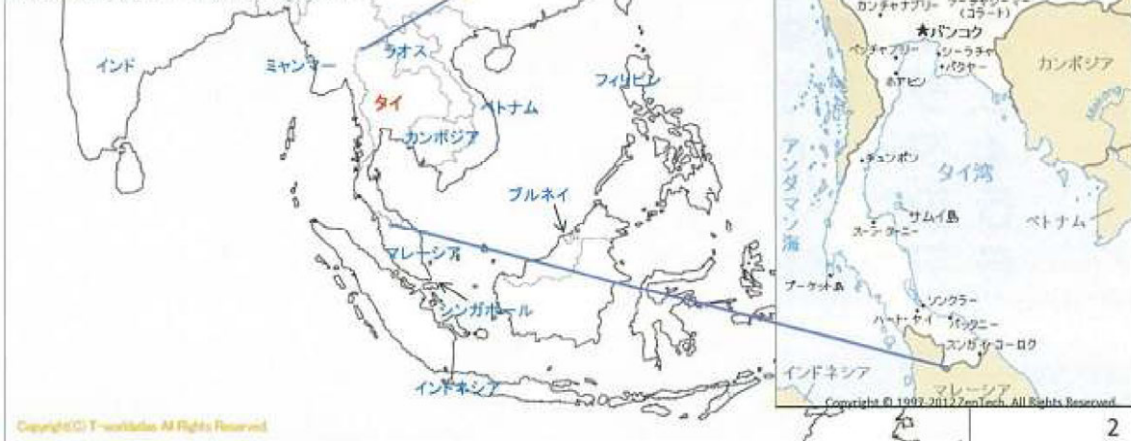 インド
ミャンマー
ラオス
タイ
ベトナム
カンボジア
フィリピン
ブルネイ
マレーシア
シンガポール
インドネシア
Copyright(C) T-worldatlas All Rights Reserved
カンチャナブリー
(コラート)
★バンコク
ペッチャブリー
シーラチャ
パタヤー
ホアヒン
カンボジア
Mekong
チュンポン
タイ湾
アンダマン海
サムイ島
ベトナム
プーケット島
ソンクラー
ハート・ヤイ
パッタニー
スンガイ・コーロク
インドネシア
マレーシア
Copyright © 1997-2012 ZenTech. All Rights Reserved.
2